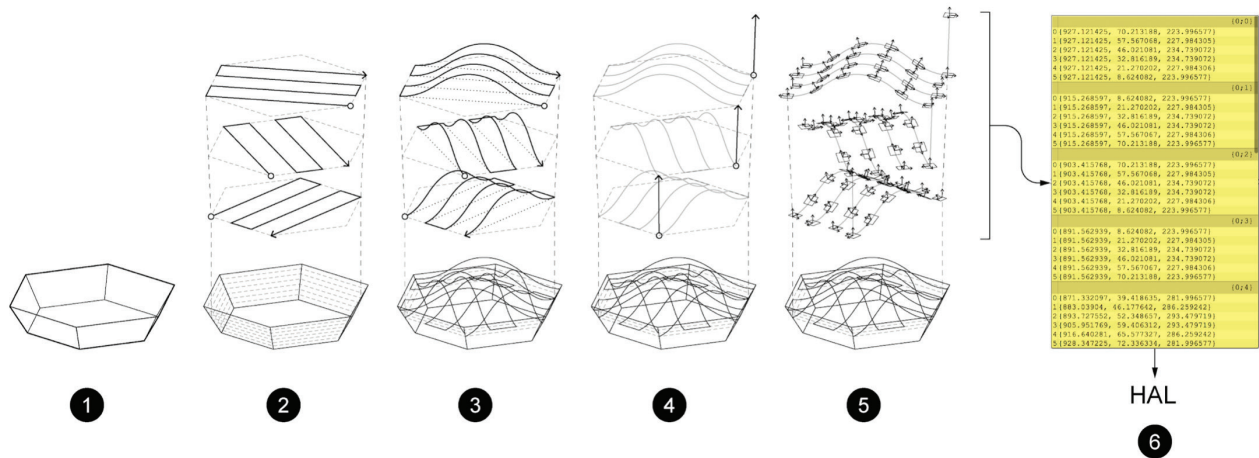 {0;0}
0{927.121425, 70.213188, 223.996577}
1{927.121425, 57.567068, 227.984305}
2{927.121425, 46.021081, 234.739072}
3{927.121425, 32.816189, 234.739072}
4{927.121425, 21.270202, 227.984306}
5{927.121425, 8.624082, 223.996577}
{0;1}
0{915.268597, 8.624082, 223.996577}
1{915.268597, 21.270202, 227.984305}
2{915.268597, 32.816189, 234.739072}
3{915.268597, 46.021081, 234.739072}
4{915.268597, 57.567067, 227.984306}
5{915.268597, 70.213188, 223.996577}
{0;2}
0{903.415768, 70.213188, 223.996577}
1{903.415768, 57.567068, 227.984305}
2{903.415768, 46.021081, 234.739072}
3{903.415768, 32.816189, 234.739072}
4{903.415768, 21.270202, 227.984306}
5{903.415768, 8.624082, 223.996577}
{0;3}
0{891.562939, 8.624082, 223.996577}
1{891.562939, 21.270202, 227.984305}
2{891.562939, 32.816189, 234.739072}
3{891.562939, 46.021081, 234.739072}
4{891.562939, 57.567067, 227.984306}
5{891.562939, 70.213188, 223.996577}
{0;4}
0{871.332097, 39.418635, 281.996577}
1{883.03904, 46.177642, 286.259242}
2{893.727552, 52.348657, 293.479719}
3{905.951769, 59.406312, 293.479719}
4{916.640281, 65.577327, 286.259242}
5{928.347225, 72.336334, 281.996577}
HAL
1
2
3
4
5
6